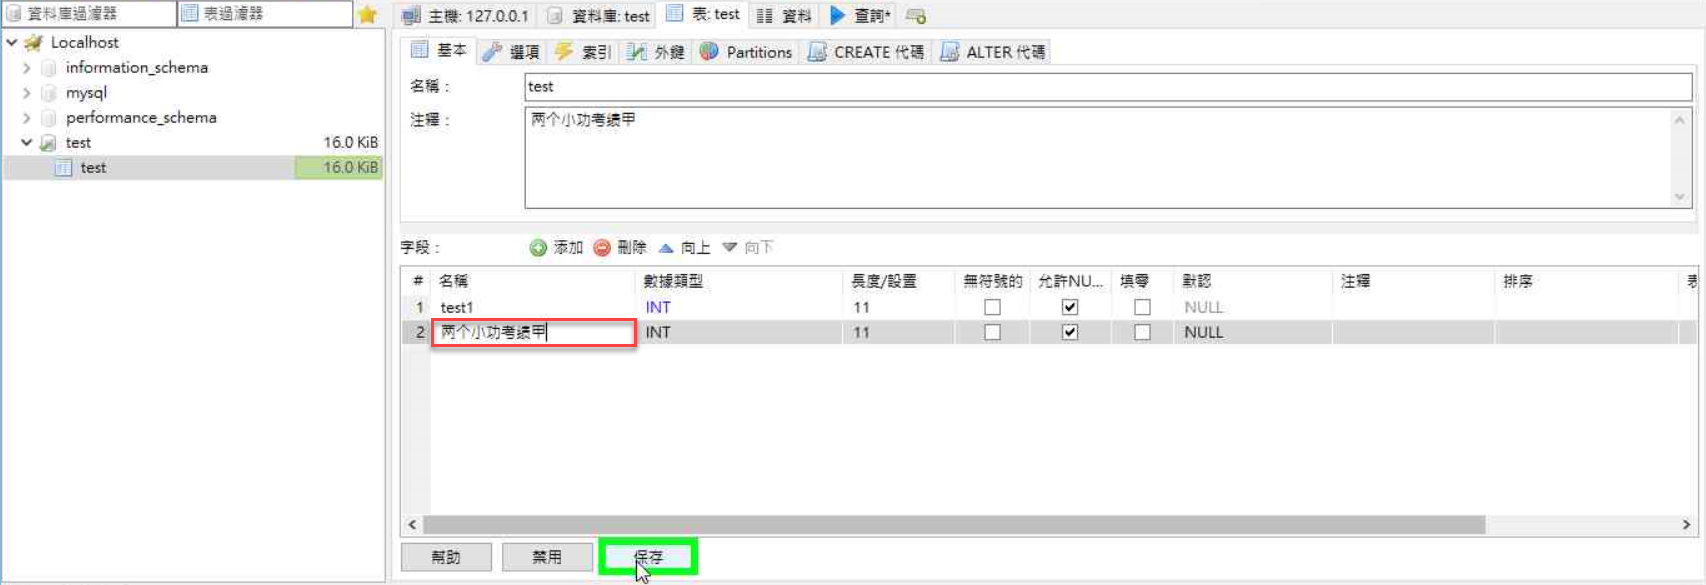 資料庫過濾器 表過濾器
主機: 127.0.0.1 資料庫: test 表: test 資料 查詢*
Localhost
information_schema
mysql
performance_schema
test 16.0 KiB
test 16.0 KiB
基本 選項 索引 外鍵 Partitions CREATE 代碼 ALTER 代碼
名稱： test
注釋： 两个小功考绩甲
字段： 添加 刪除 向上 向下
# 名稱 數據類型 長度/設置 無符號的 允許NU... 填零 默認 注釋 排序
1 test1 INT 11 NULL
2 两个小功考绩甲 INT 11 NULL
幫助 禁用 保存